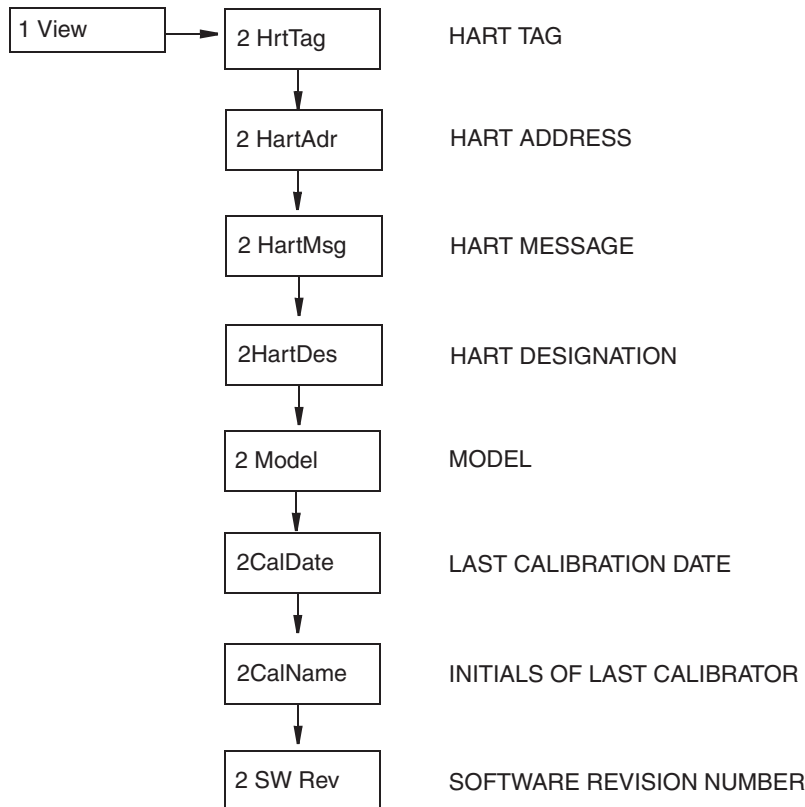 1 View
2 HrtTag HART TAG
2 HartAdr HART ADDRESS
2 HartMsg HART MESSAGE
2HartDes HART DESIGNATION
2 Model MODEL
2CalDate LAST CALIBRATION DATE
2CalName INITIALS OF LAST CALIBRATOR
2 SW Rev SOFTWARE REVISION NUMBER